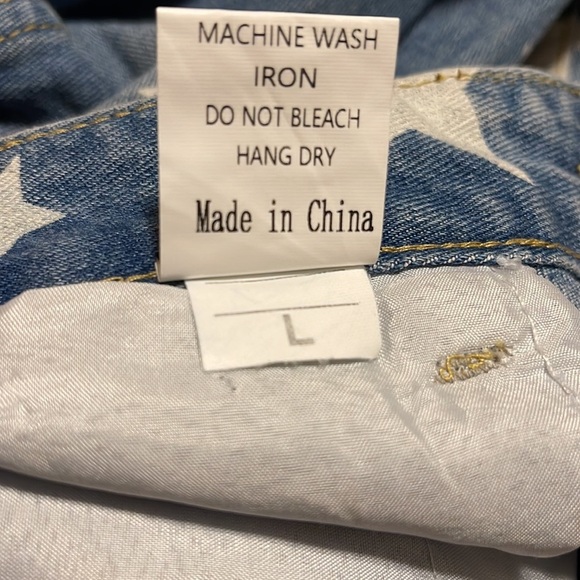 MACHINE WASH
IRON
DO NOT BLEACH
HANG DRY
Made in China
L